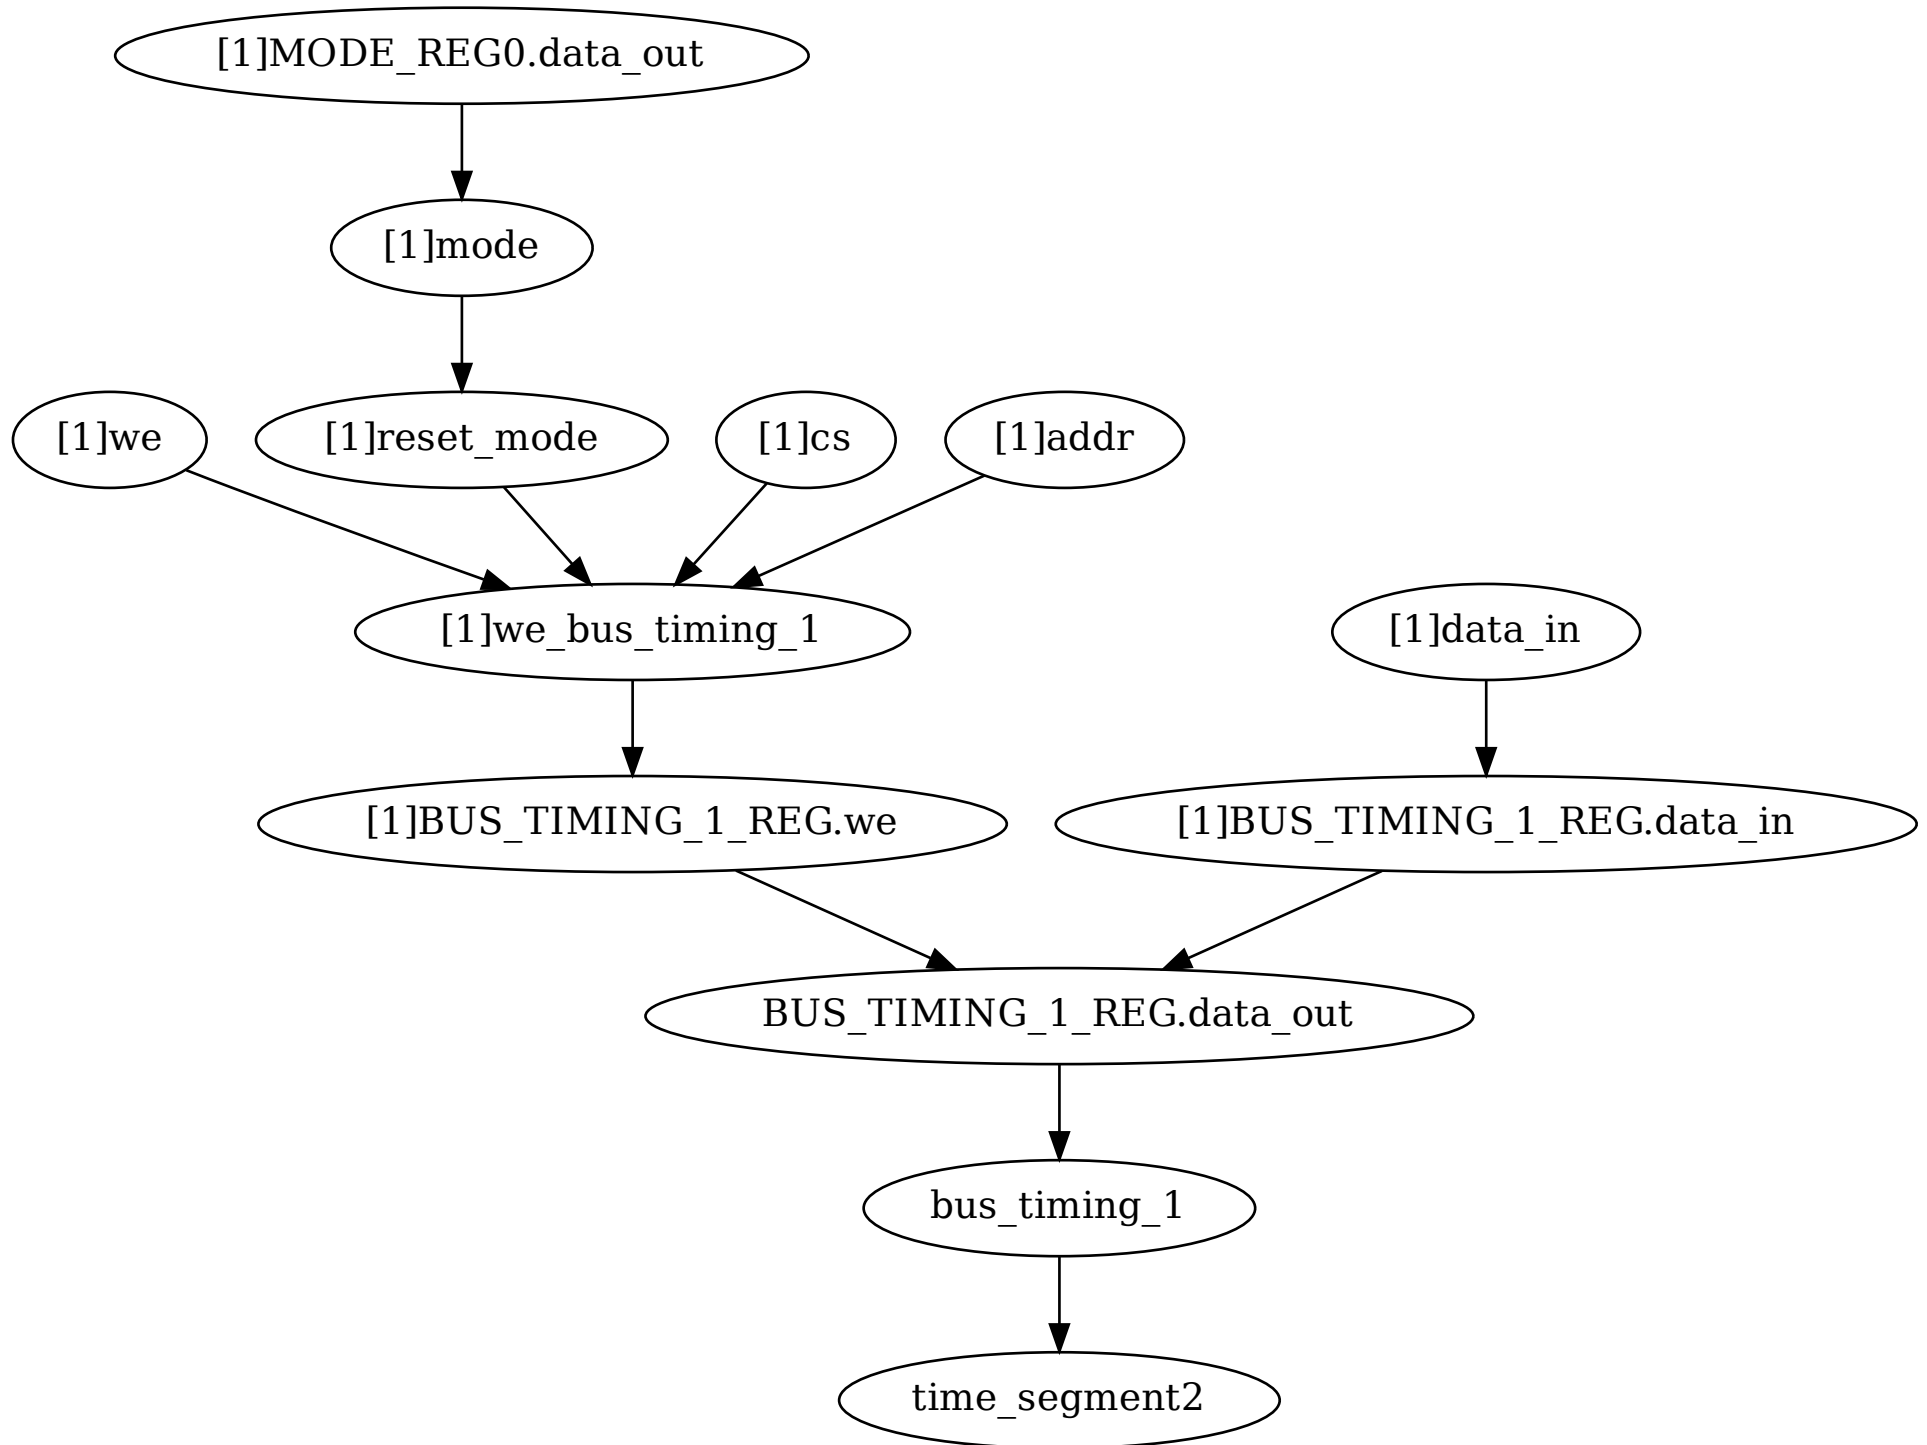 [1]MODE_REG0.data_out
[1]mode
[1]we
[1]reset_mode
[1]cs
[1]addr
[1]we_bus_timing_1
[1]data_in
[1]BUS_TIMING_1_REG.we
[1]BUS_TIMING_1_REG.data_in
BUS_TIMING_1_REG.data_out
bus_timing_1
time_segment2